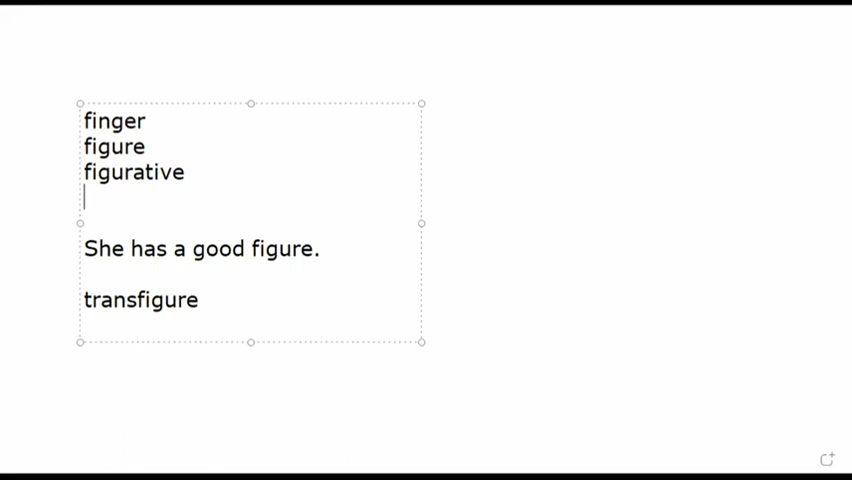 finger
figure
figurative
She has a good figure.
transfigure